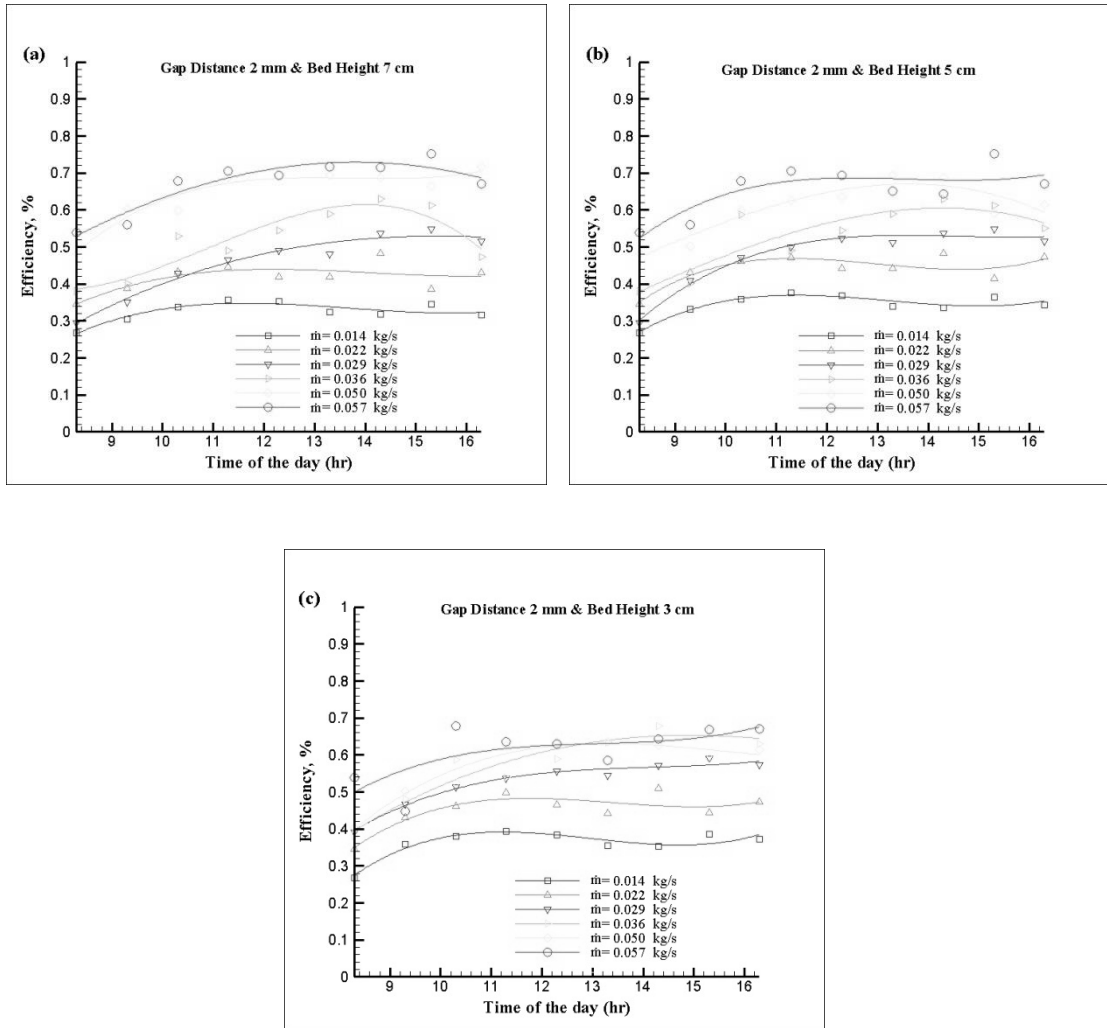 (a)
Gap Distance 2 mm & Bed Height 7 cm
Efficiency, %
1
0.9
0.8
0.7
0.6
0.5
0.4
0.3
0.2
0.1
0
ṁ= 0.014 kg/s
ṁ= 0.022 kg/s
ṁ= 0.029 kg/s
ṁ= 0.036 kg/s
ṁ= 0.050 kg/s
ṁ= 0.057 kg/s
9 10 11 12 13 14 15 16
Time of the day (hr)
(b)
Gap Distance 2 mm & Bed Height 5 cm
Efficiency, %
1
0.9
0.8
0.7
0.6
0.5
0.4
0.3
0.2
0.1
0
ṁ= 0.014 kg/s
ṁ= 0.022 kg/s
ṁ= 0.029 kg/s
ṁ= 0.036 kg/s
ṁ= 0.050 kg/s
ṁ= 0.057 kg/s
9 10 11 12 13 14 15 16
Time of the day (hr)
(c)
Gap Distance 2 mm & Bed Height 3 cm
Efficiency, %
1
0.9
0.8
0.7
0.6
0.5
0.4
0.3
0.2
0.1
0
ṁ= 0.014 kg/s
ṁ= 0.022 kg/s
ṁ= 0.029 kg/s
ṁ= 0.036 kg/s
ṁ= 0.050 kg/s
ṁ= 0.057 kg/s
9 10 11 12 13 14 15 16
Time of the day (hr)